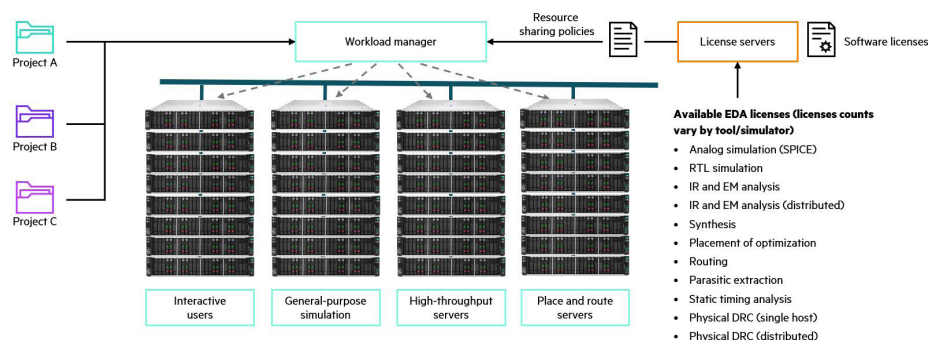 Project A
Project B
Project C
Workload manager
Resource
sharing policies
License servers
Software licenses
Interactive
users
General-purpose
simulation
High-throughput
servers
Place and route
servers
Available EDA licenses (licenses counts
vary by tool/simulator)
• Analog simulation (SPICE)
• RTL simulation
• IR and EM analysis
• IR and EM analysis (distributed)
• Synthesis
• Placement of optimization
• Routing
• Parasitic extraction
• Static timing analysis
• Physical DRC (single host)
• Physical DRC (distributed)